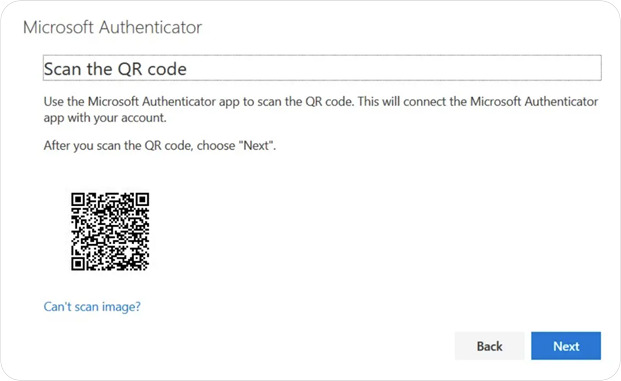 Microsoft Authenticator
Scan the QR code
Use the Microsoft Authenticator app to scan the QR code. This will connect the Microsoft Authenticator
app with your account.
After you scan the QR code, choose "Next".
Can't scan image?
Back
Next